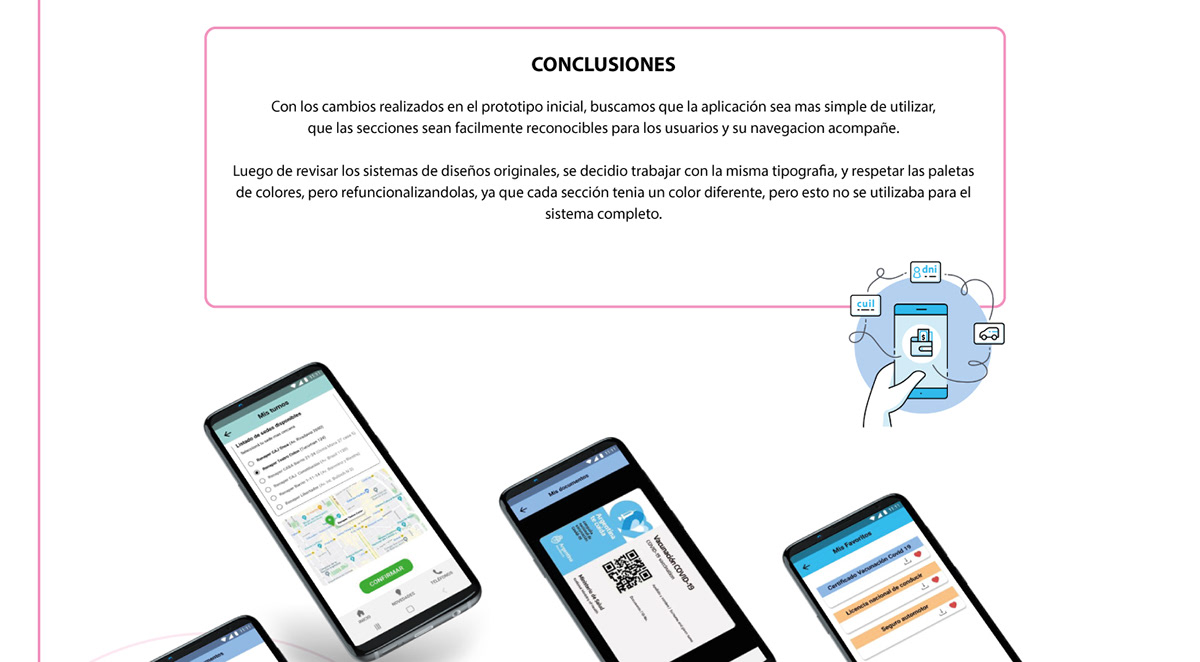 CONCLUSIONES
Con los cambios realizados en el prototipo inicial, buscamos que la aplicación sea mas simple de utilizar,
que las secciones sean facilmente reconocibles para los usuarios y su navegacion acompañe.
Luego de revisar los sistemas de diseños originales, se decidio trabajar con la misma tipografia, y respetar las paletas
de colores, pero refuncionalizandolas, ya que cada sección tenia un color diferente, pero esto no se utilizaba para el
sistema completo.
dni
cuil
$
Mis turnos
Listado de sedes disponibles
CONFIRMAR
INICIO
NOVEDADES
TELEFONOS
Mis documentos
Argentina
te cuida
Vacunación COVID-19
Ministerio de Salud
Mis Favoritos
Certificado Vacunación Covid 19
Licencia nacional de conducir
Seguro automotor